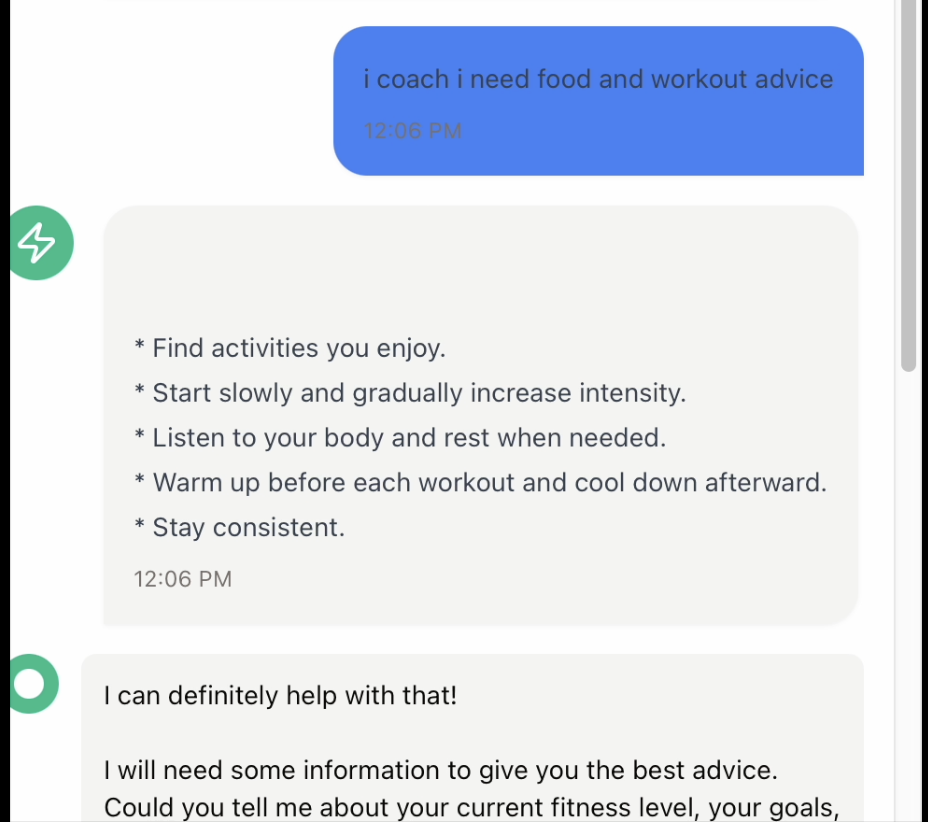 i coach i need food and workout advice
12:06 PM
* Find activities you enjoy.
* Start slowly and gradually increase intensity.
* Listen to your body and rest when needed.
* Warm up before each workout and cool down afterward.
* Stay consistent.
12:06 PM
I can definitely help with that!
I will need some information to give you the best advice.
Could you tell me about your current fitness level, your goals,